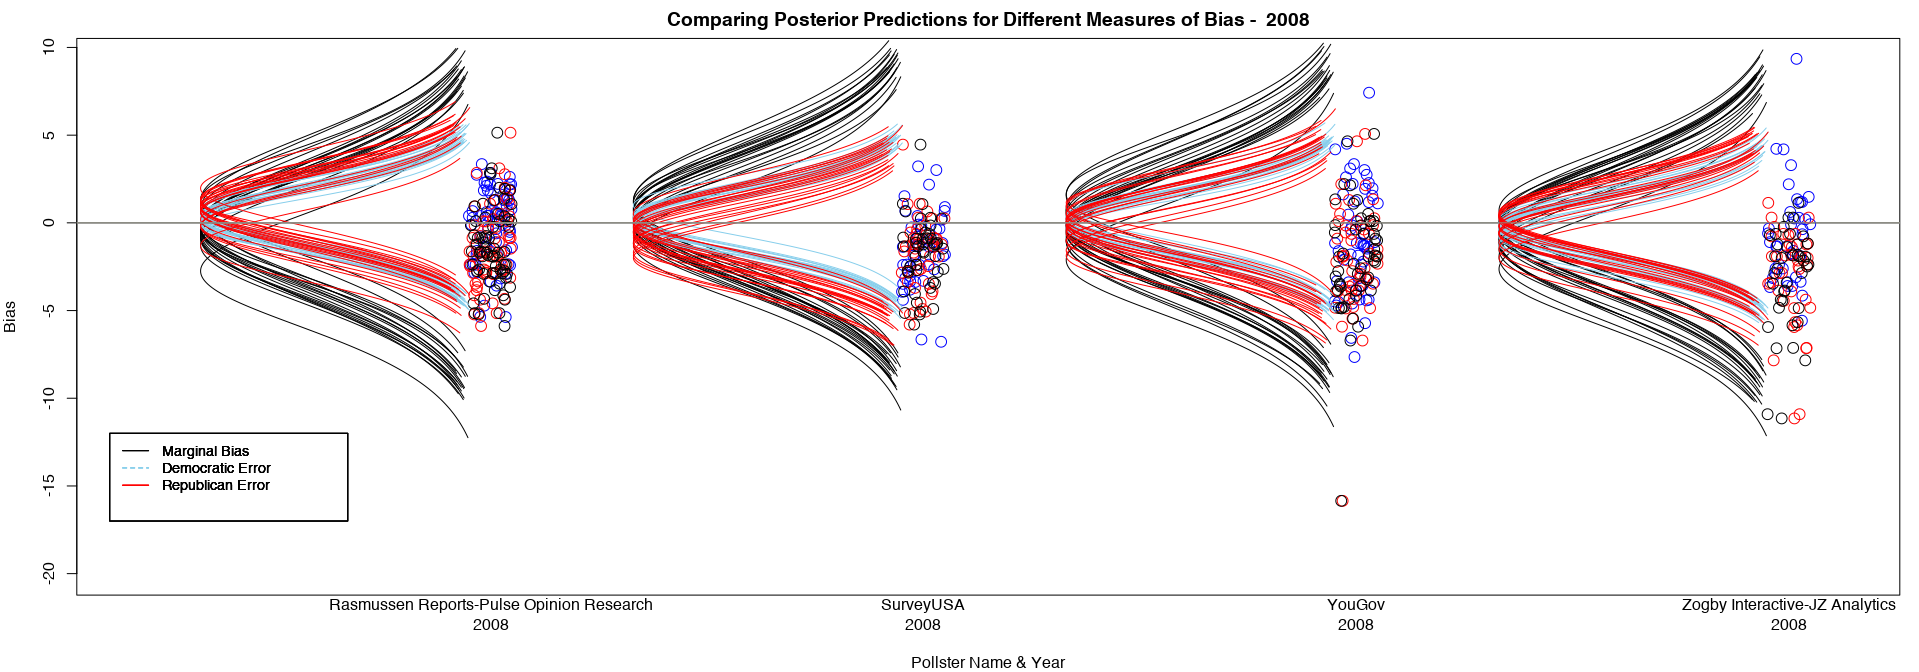 Comparing Posterior Predictions for Different Measures of Bias - 2008
10
5
0
-5
-10
-15
-20
Bias
Marginal Bias
Democratic Error
Republican Error
Rasmussen Reports-Pulse Opinion Research SurveyUSA YouGov Zogby Interactive-JZ Analytics
2008 2008 2008 2008
Pollster Name & Year